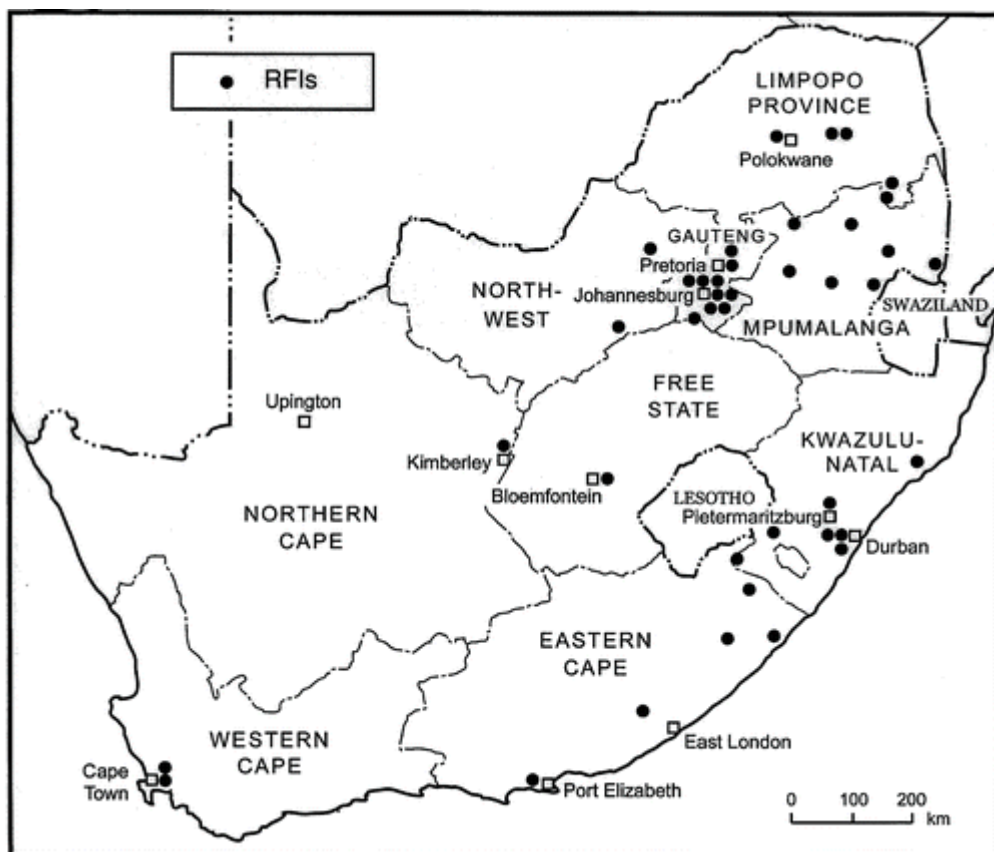 RFIs
LIMPOPO
PROVINCE
Polokwane
GAUTENG
Pretoria
Johannesburg
NORTH-
WEST
SWAZILAND
MPUMALANGA
FREE
STATE
Upington
KWAZULU-
NATAL
Kimberley
Bloemfontein
LESOTHO
Pietermaritzburg
Durban
NORTHERN
CAPE
EASTERN
CAPE
East London
WESTERN
CAPE
Cape
Town
Port Elizabeth
0 100 200
km